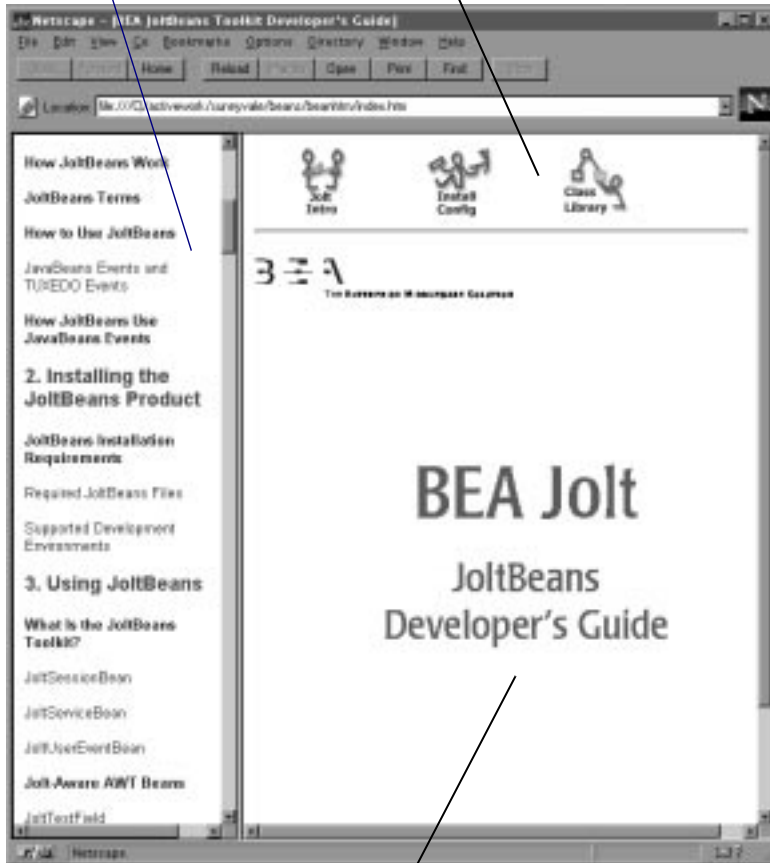 Netscape - [BEA JoltBeans Toolkit Developer's Guide]
File Edit View Go Bookmarks Options Directory Window Help
Home Reload Open Print Find
Location: file:///
How JoltBeans Work
JoltBeans Terms
How to Use JoltBeans
JavaBeans Events and
TUXEDO Events
How JoltBeans Use
JavaBeans Events
2. Installing the
JoltBeans Product
JoltBeans Installation
Requirements
Required JoltBeans Files
Supported Development
Environments
3. Using JoltBeans
What Is the JoltBeans
Toolkit?
JoltSessionBean
JoltServiceBean
JoltUserEventBean
Jolt-Aware AWT Beans
JoltTextField
Jolt
Intro
Install
Config
Class
Library
BEA
BEA Jolt
JoltBeans
Developer's Guide
Netscape